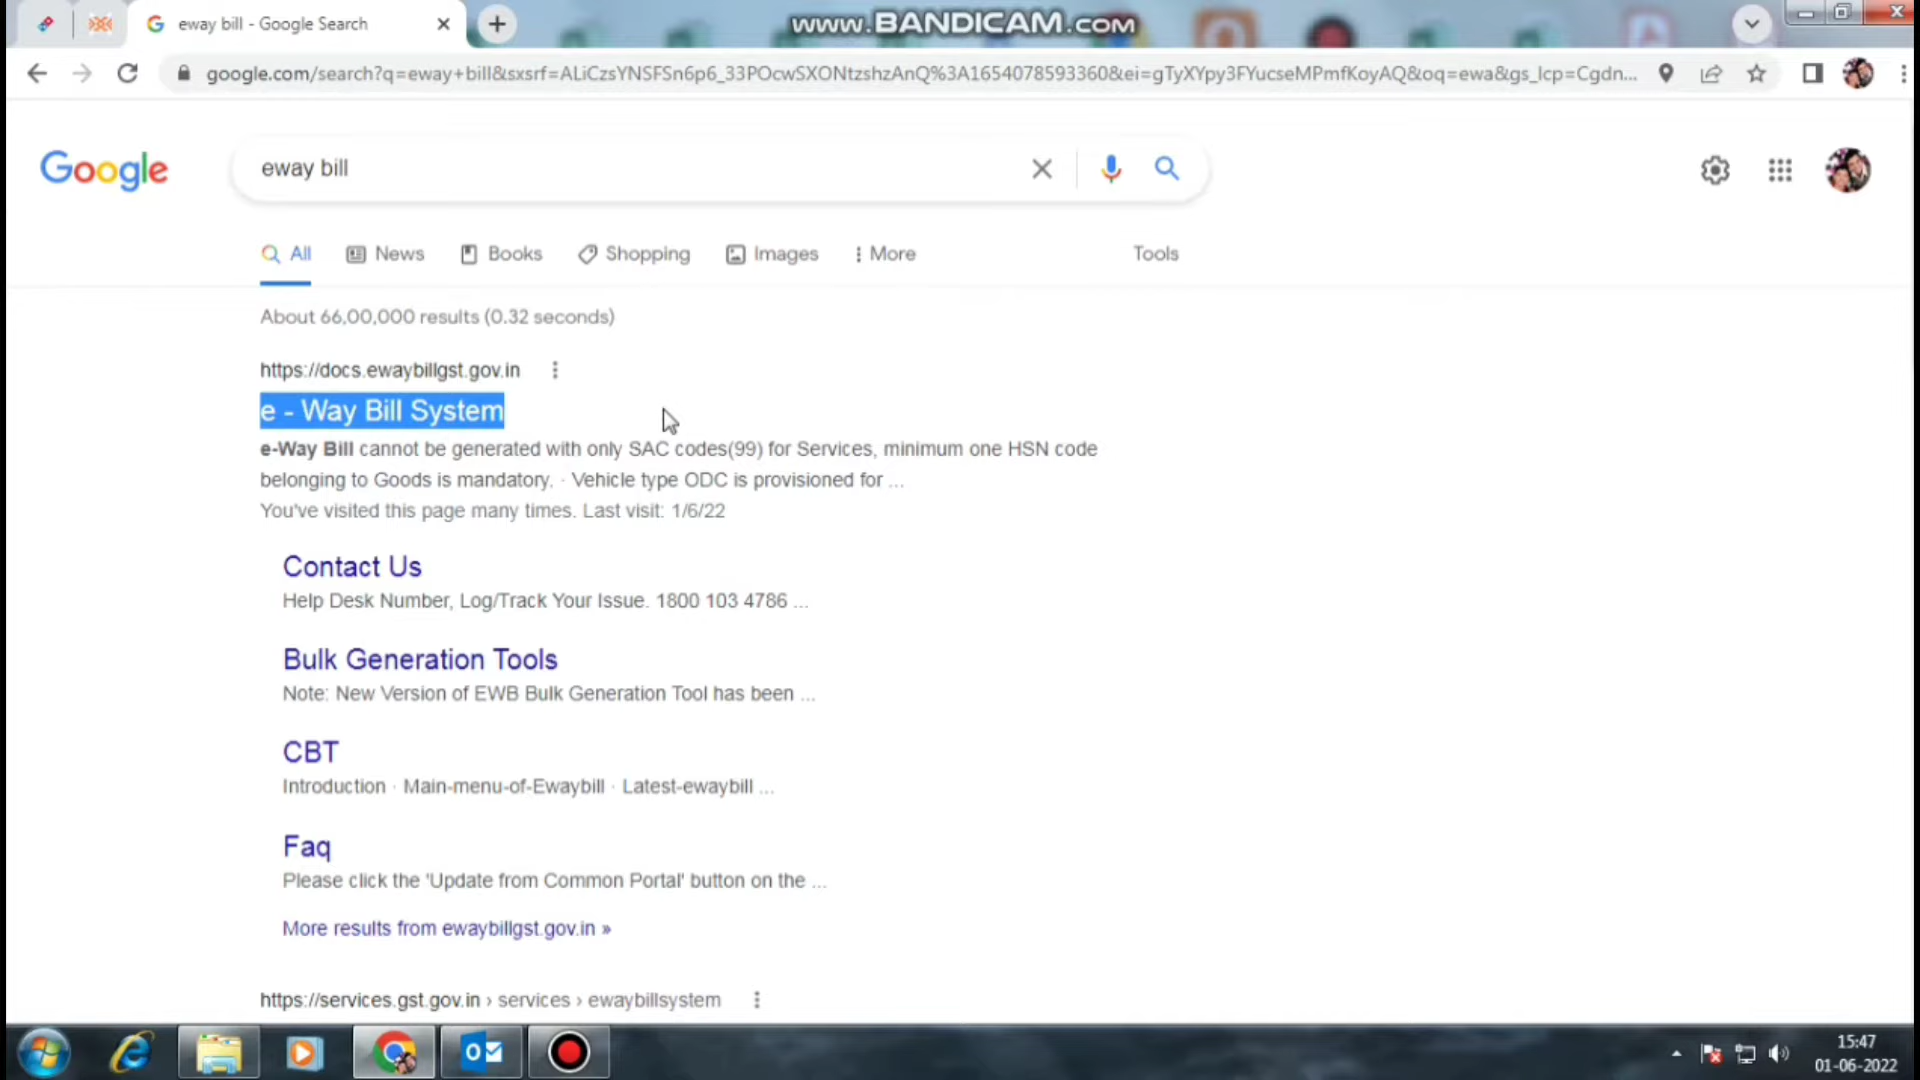 eway bill - Google Search
www.BANDICAM.com
google.com/search?q=eway+bill&sxsrf=ALiCzsYNSFSn6p6_33POcwSXONtzshzAnQ%3A1654078593360&ei=gTyXYpy3FYucseMPmfKoyAQ&oq=ewa&gs_lcp=Cgdn...
Google
eway bill
All News Books Shopping Images More Tools
About 66,00,000 results (0.32 seconds)
https://docs.ewaybillgst.gov.in
e - Way Bill System
e-Way Bill cannot be generated with only SAC codes(99) for Services, minimum one HSN code
belonging to Goods is mandatory. · Vehicle type ODC is provisioned for ...
You've visited this page many times. Last visit: 1/6/22
Contact Us
Help Desk Number, Log/Track Your Issue. 1800 103 4786 ...
Bulk Generation Tools
Note: New Version of EWB Bulk Generation Tool has been ...
CBT
Introduction · Main-menu-of-Ewaybill · Latest-ewaybill ...
Faq
Please click the 'Update from Common Portal' button on the ...
More results from ewaybillgst.gov.in »
https://services.gst.gov.in › services › ewaybillsystem
15:47
01-06-2022